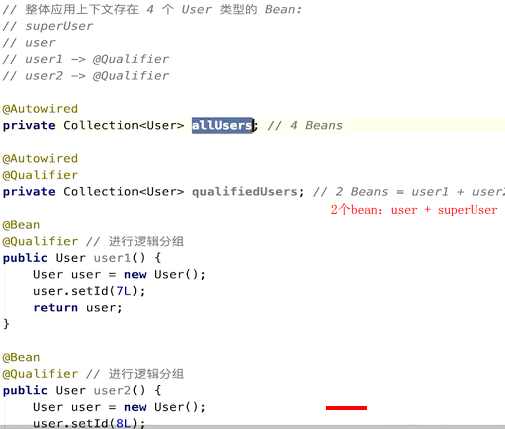 // 整体应用上下文存在 4 个 User 类型的 Bean:
// superUser
// user
// user1 -> @Qualifier
// user2 -> @Qualifier
@Autowired
private Collection<User> allUsers; // 4 Beans
@Autowired
@Qualifier
private Collection<User> qualifiedUsers; // 2 Beans = user1 + user2
2个bean: user + superUser
@Bean
@Qualifier // 进行逻辑分组
public User user1() {
User user = new User();
user.setId(7L);
return user;
}
@Bean
@Qualifier // 进行逻辑分组
public User user2() {
User user = new User();
user.setId(8L);